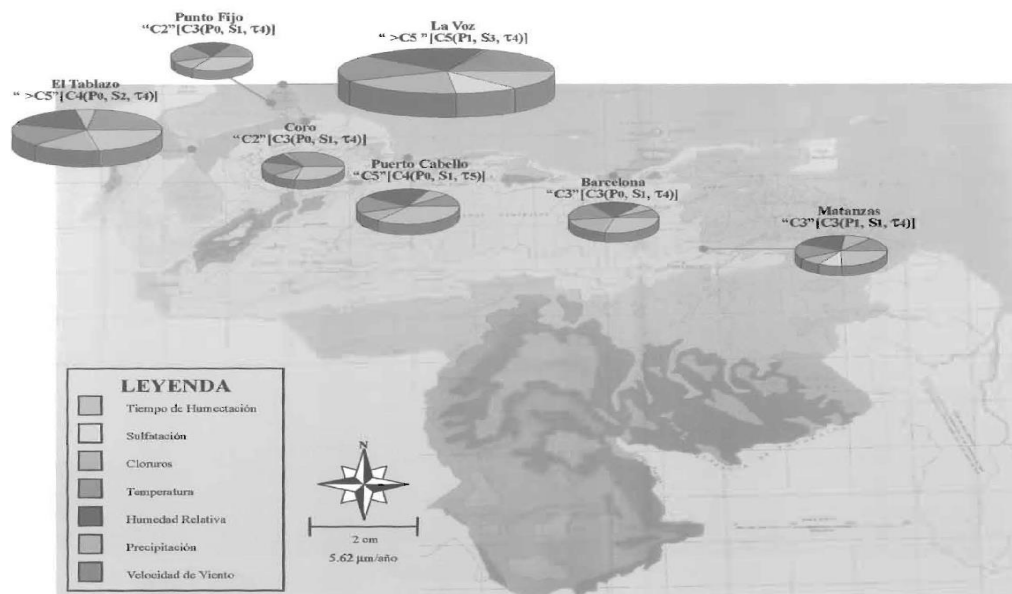 Punto Fijo
“C2”[C3(P0, S1, τ4)]
La Voz
“ >C5 ”[C5(P1, S3, τ4)]
El Tablazo
“ >C5”[C4(P0, S2, τ4)]
Coro
“C2”[C3(P0, S1, τ4)]
Puerto Cabello
“C5”[C4(P0, S1, τ5)]
Barcelona
“C3”[C3(P0, S1, τ4)]
Matanzas
“C3”[C3(P1, S1, τ4)]
LEYENDA
Tiempo de Humectación
Sulfatación
Cloruros
Temperatura
Humedad Relativa
Precipitación
Velocidad de Viento
N
2 cm
5.62 µm/año